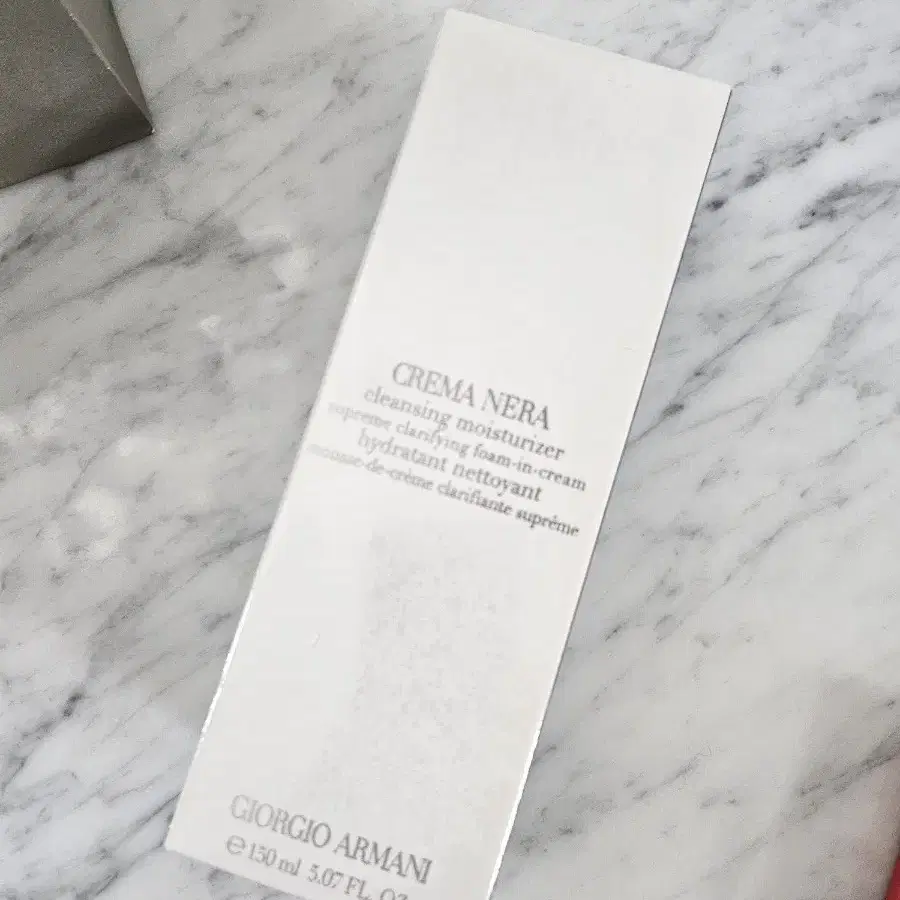 CREMA NERA
cleansing moisturizer
supreme clarifying foam-in-cream
hydratant nettoyant
mousse-de-crème clarifiante suprême
GIORGIO ARMANI
℮ 150 ml 5.07 FL. OZ.